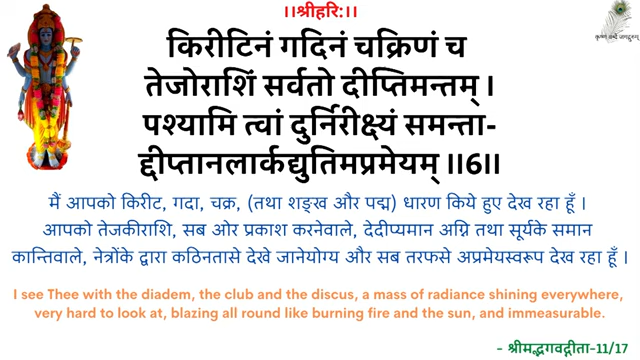 ।।श्रीहरि:।।
कृष्णं वन्दे जगद्गुरुम्
किरीटिनं गदिनं चक्रिणं च
तेजोराशिं सर्वतो दीप्तिमन्तम् ।
पश्यामि त्वां दुर्निरीक्ष्यं समन्ता-
द्दीप्तानलार्कद्युतिमप्रमेयम् ।।6।।
मैं आपको किरीट, गदा, चक्र, (तथा शङ्ख और पद्म) धारण किये हुए देख रहा हूँ ।
आपको तेजकीराशि, सब ओर प्रकाश करनेवाले, देदीप्यमान अग्नि तथा सूर्यके समान
कान्तिवाले, नेत्रोंके द्वारा कठिनतासे देखे जानेयोग्य और सब तरफसे अप्रमेयस्वरूप देख रहा हूँ ।
I see Thee with the diadem, the club and the discus, a mass of radiance shining everywhere,
very hard to look at, blazing all round like burning fire and the sun, and immeasurable.
- श्रीमद्भगवद्गीता-11/17